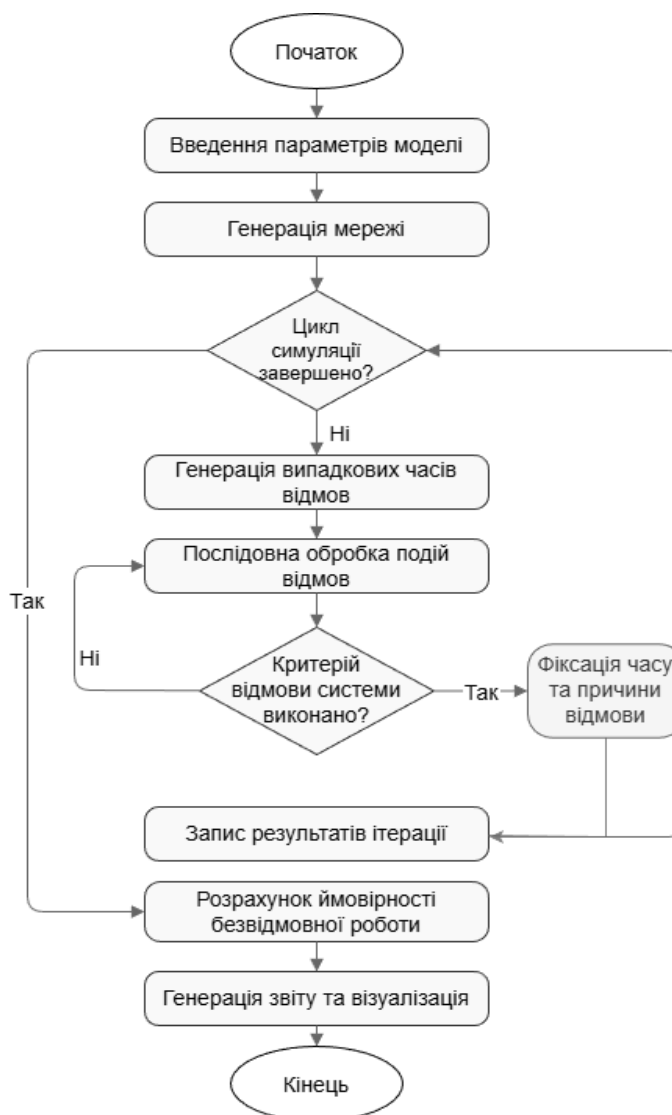 Початок
Введення параметрів моделі
Генерація мережі
Цикл
симуляції
завершено?
Ні
Генерація випадкових часів
відмов
Послідовна обробка подій
відмов
Так
Ні
Критерій
відмови системи
виконано?
Так
Фіксація часу
та причини
відмови
Запис результатів ітерації
Розрахунок ймовірності
безвідмовної роботи
Генерація звіту та візуалізація
Кінець